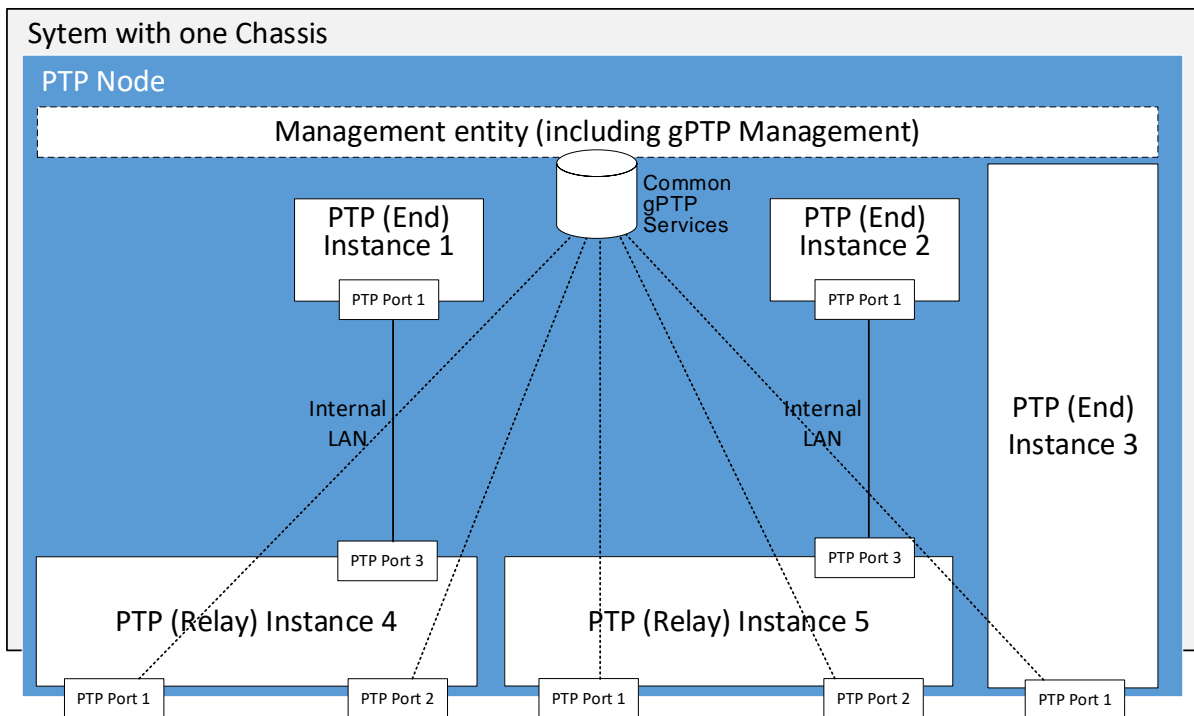 Sytem with one Chassis
PTP Node
Management entity (including gPTP Management)
Common
gPTP
Services
PTP (End)
Instance 1
PTP Port 1
PTP (End)
Instance 2
PTP Port 1
PTP (End)
Instance 3
Internal
LAN
Internal
LAN
PTP Port 3
PTP (Relay) Instance 4
PTP Port 3
PTP (Relay) Instance 5
PTP Port 1
PTP Port 2
PTP Port 1
PTP Port 2
PTP Port 1